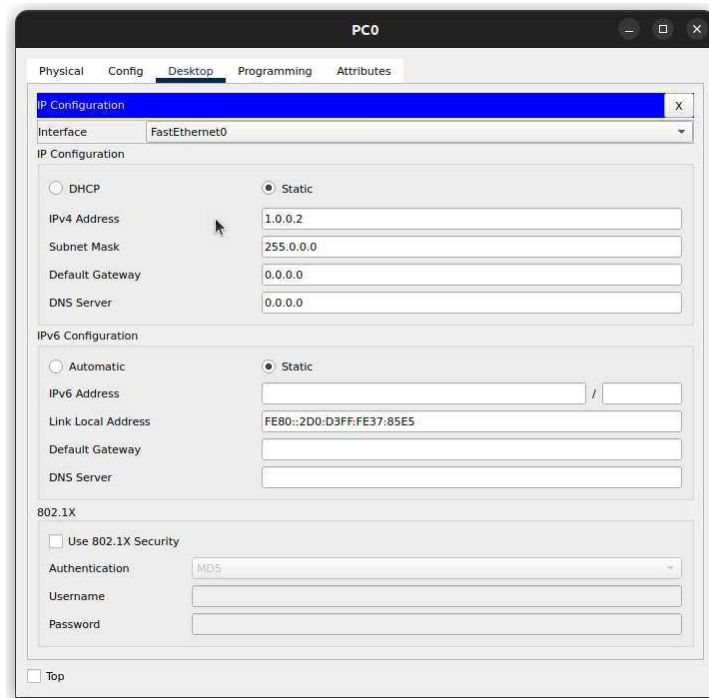 PC0
Physical Config Desktop Programming Attributes
IP Configuration X
Interface FastEthernet0
IP Configuration
DHCP Static
IPv4 Address 1.0.0.2
Subnet Mask 255.0.0.0
Default Gateway 0.0.0.0
DNS Server 0.0.0.0
IPv6 Configuration
Automatic Static
IPv6 Address /
Link Local Address FE80::2D0:D3FF:FE37:85E5
Default Gateway
DNS Server
802.1X
Use 802.1X Security
Authentication MD5
Username
Password
Top